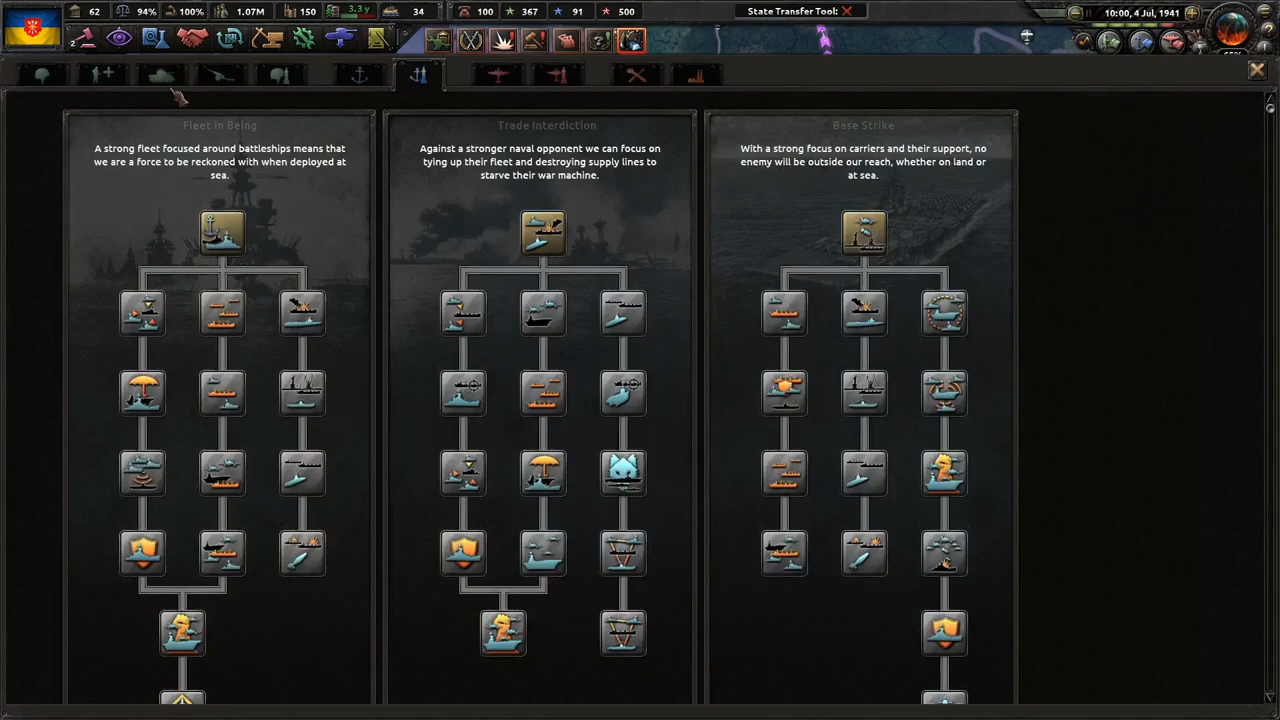 62 94% 100% 1.07M 150 3.3 y 34 100 367 91 500 State Transfer Tool: 10:00, 4 Jul, 1941
2
Fleet in Being Trade Interdiction Base Strike
A strong fleet focused around battleships means that we are a force to be reckoned with when deployed at sea.
Against a stronger naval opponent we can focus on tying up their fleet and destroying supply lines to starve their war machine.
With a strong focus on carriers and their support, no enemy will be outside our reach, whether on land or at sea.